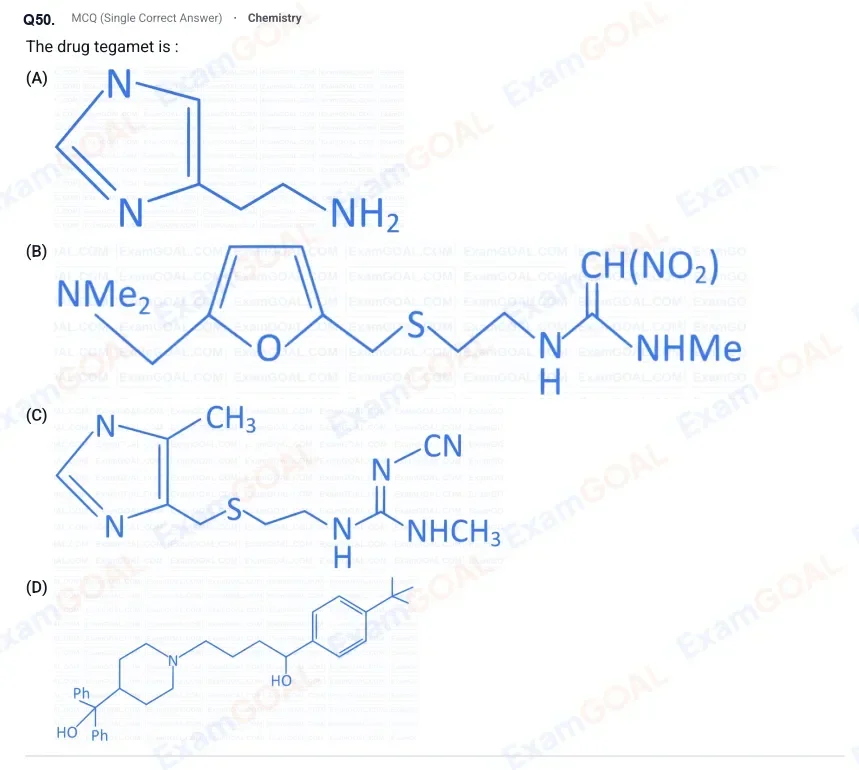 Q50. MCQ (Single Correct Answer) · Chemistry
The drug tegamet is :
(A)
N
N
NH2
(B)
CH(NO2)
NMe2
S
O
N
H
NHMe
(C)
CH3
N
CN
N
S
N
N
H
NHCH3
(D)
N
HO
Ph
HO Ph
ExamGOAL